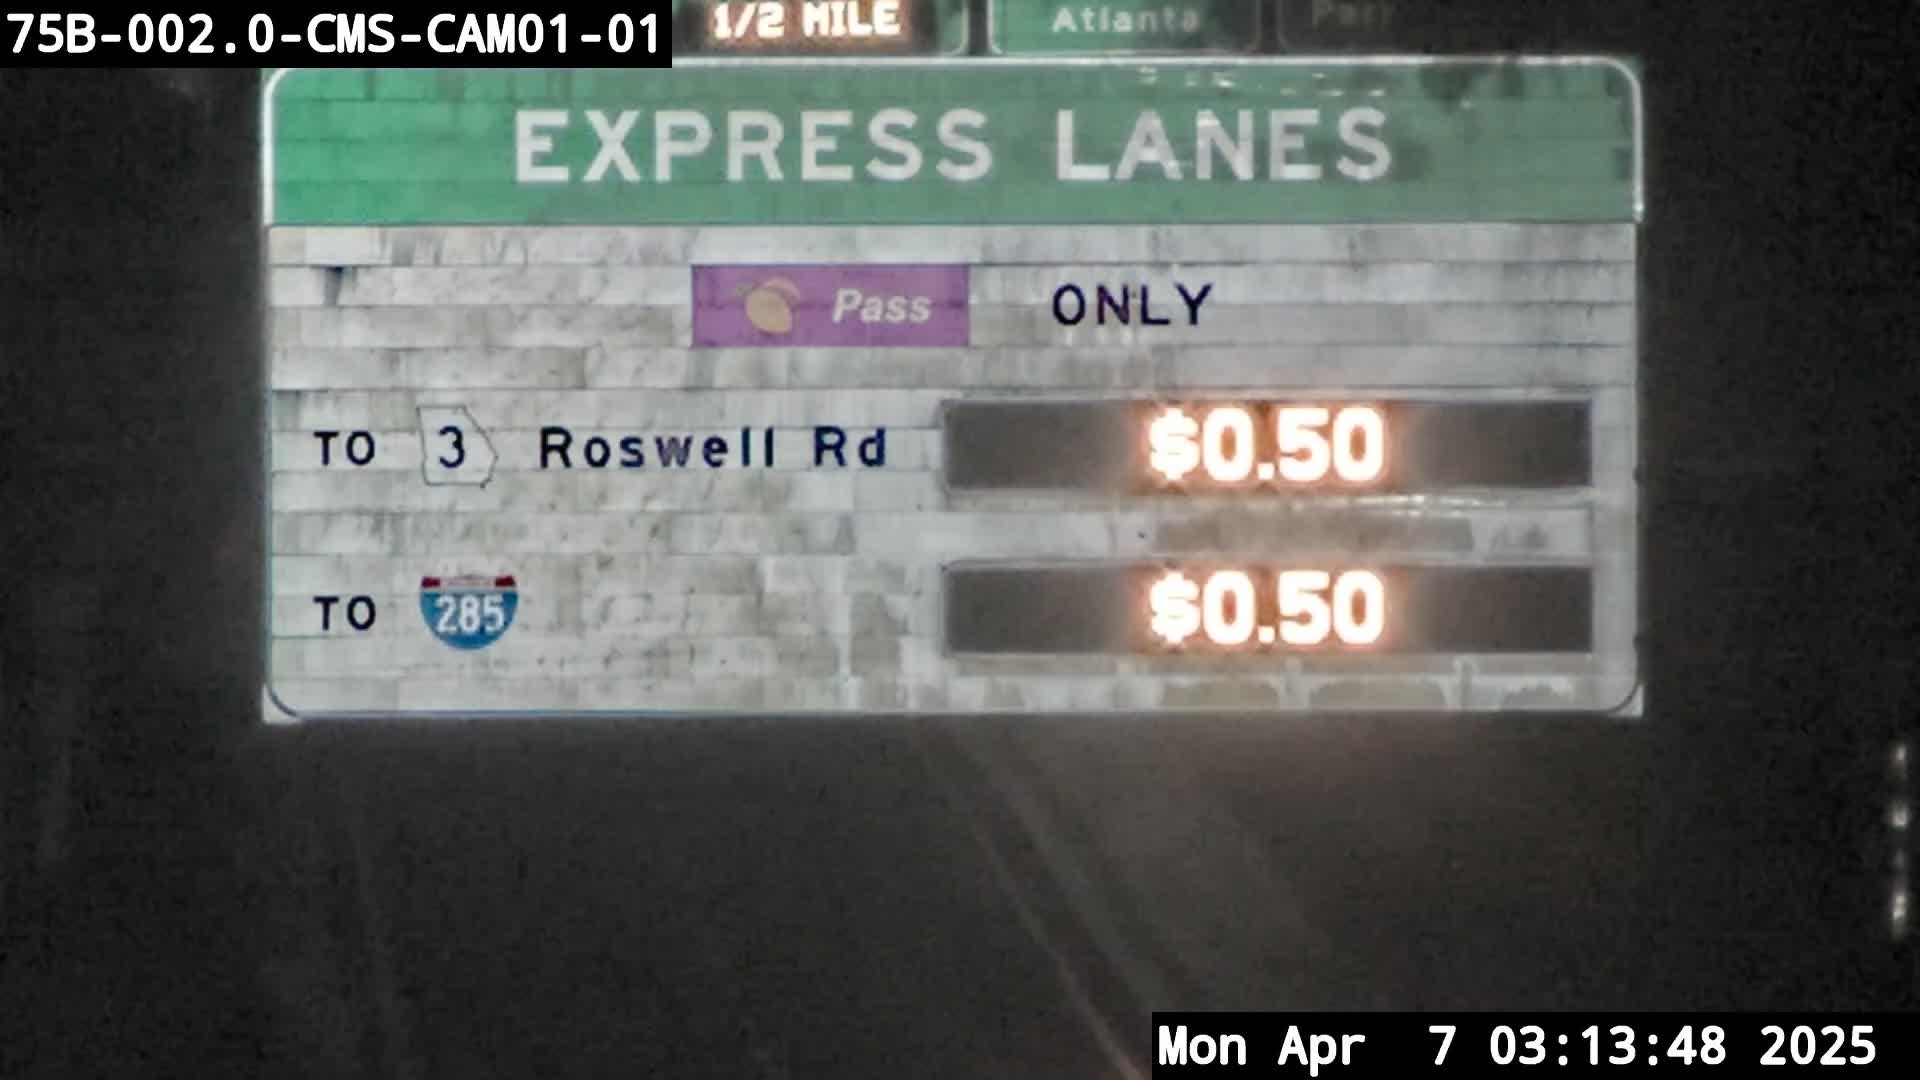 75B-002.0-CMS-CAM01-01
1/2 MILE
Atlanta
EXPRESS LANES
Pass ONLY
TO 3 Roswell Rd $0.50
TO 285 $0.50
Mon Apr 7 03:13:48 2025